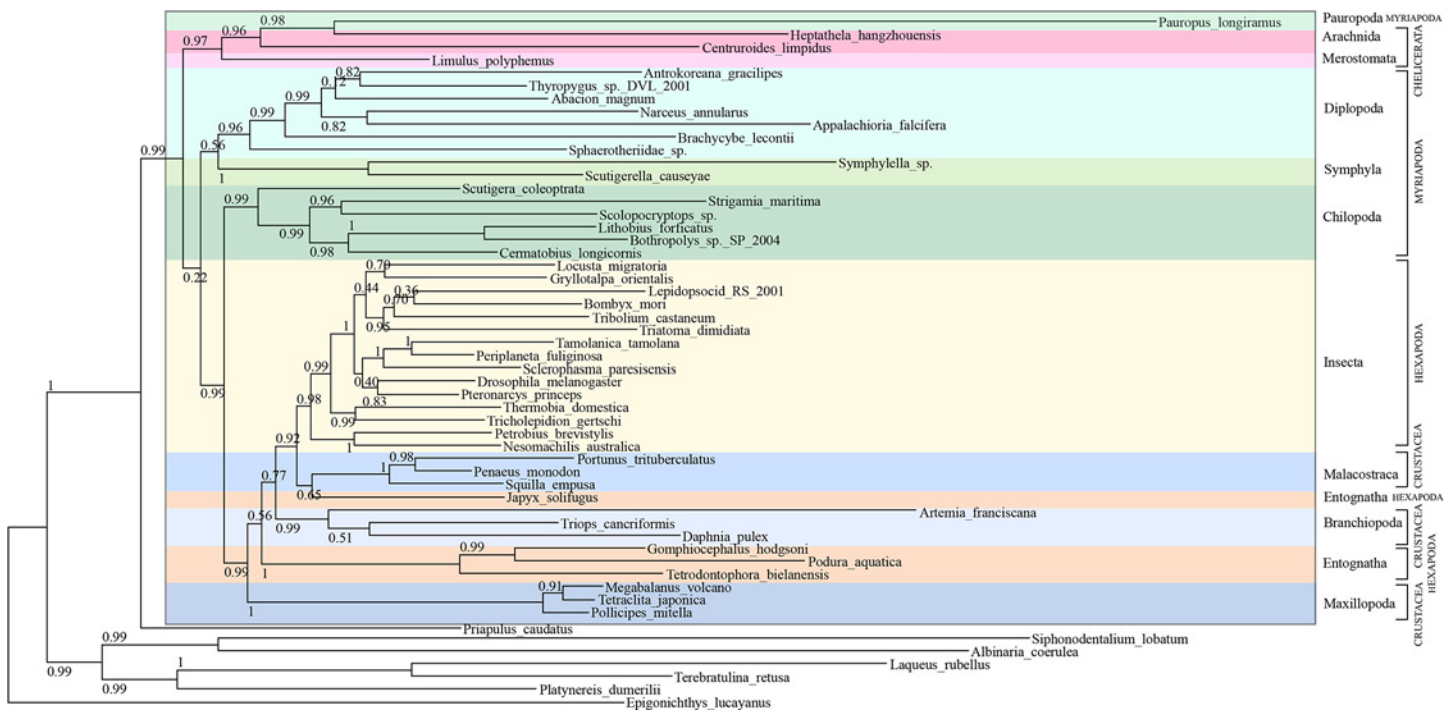 0.98
Pauropus_longiramus
Pauropoda MYRIAPODA
0.96
Heptathela_hangzhouensis
Arachnida
0.97
Centruroides_limpidus
Limulus_polyphemus
Merostomata
CHELICERATA
0.82
Antrokoreana_gracilipes
0.12
Thyropygus_sp._DVL_2001
0.99
Abacion_magnum
Diplopoda
0.99
Narceus_annularus
0.82
Appalachioria_falcifera
0.96
Brachycybe_lecontii
0.56
Sphaerotheriidae_sp.
0.99
Symphylella_sp.
Symphyla
MYRIAPODA
1
Scutigerella_causeyae
0.99
Scutigera_coleoptrata
0.96
Strigamia_maritima
Scolopocryptops_sp.
Chilopoda
0.99
1
Lithobius_forficatus
Bothropolys_sp._SP_2004
0.98
Cermatobius_longicornis
0.22
0.70
Locusta_migratoria
Gryllotalpa_orientalis
0.44
0.36
Lepidopsocid_RS_2001
0.70
Bombyx_mori
Tribolium_castaneum
0.95
Triatoma_dimidiata
1
1
Tamolanica_tamolana
1
Periplaneta_fuliginosa
Sclerophasma_paresisensis
Insecta
HEXAPODA
0.99
0.40
Drosophila_melanogaster
1
0.99
Pteronarcys_princeps
0.98
0.83
Thermobia_domestica
0.99
Tricholepidion_gertschi
0.92
Petrobius_brevistylis
1
Nesomachilis_australica
0.98
Portunus_trituberculatus
1
Penaeus_monodon
Malacostraca
CRUSTACEA
0.77
Squilla_empusa
0.65
Japyx_solifugus
Entognatha HEXAPODA
0.56
Artemia_franciscana
0.99
Triops_cancriformis
Branchiopoda
CRUSTACEA
0.51
Daphnia_pulex
0.99
Gomphiocephalus_hodgsoni
Podura_aquatica
Entognatha
CRUSTACEA
HEXAPODA
0.99
1
Tetrodontophora_bielanensis
0.91
Megabalanus_volcano
1
Tetraclita_japonica
Maxillopoda
CRUSTACEA
Pollicipes_mitella
Priapulus_caudatus
0.99
Siphonodentalium_lobatum
Albinaria_coerulea
0.99
1
Laqueus_rubellus
Terebratulina_retusa
0.99
Platynereis_dumerilii
Epigonichthys_lucayanus